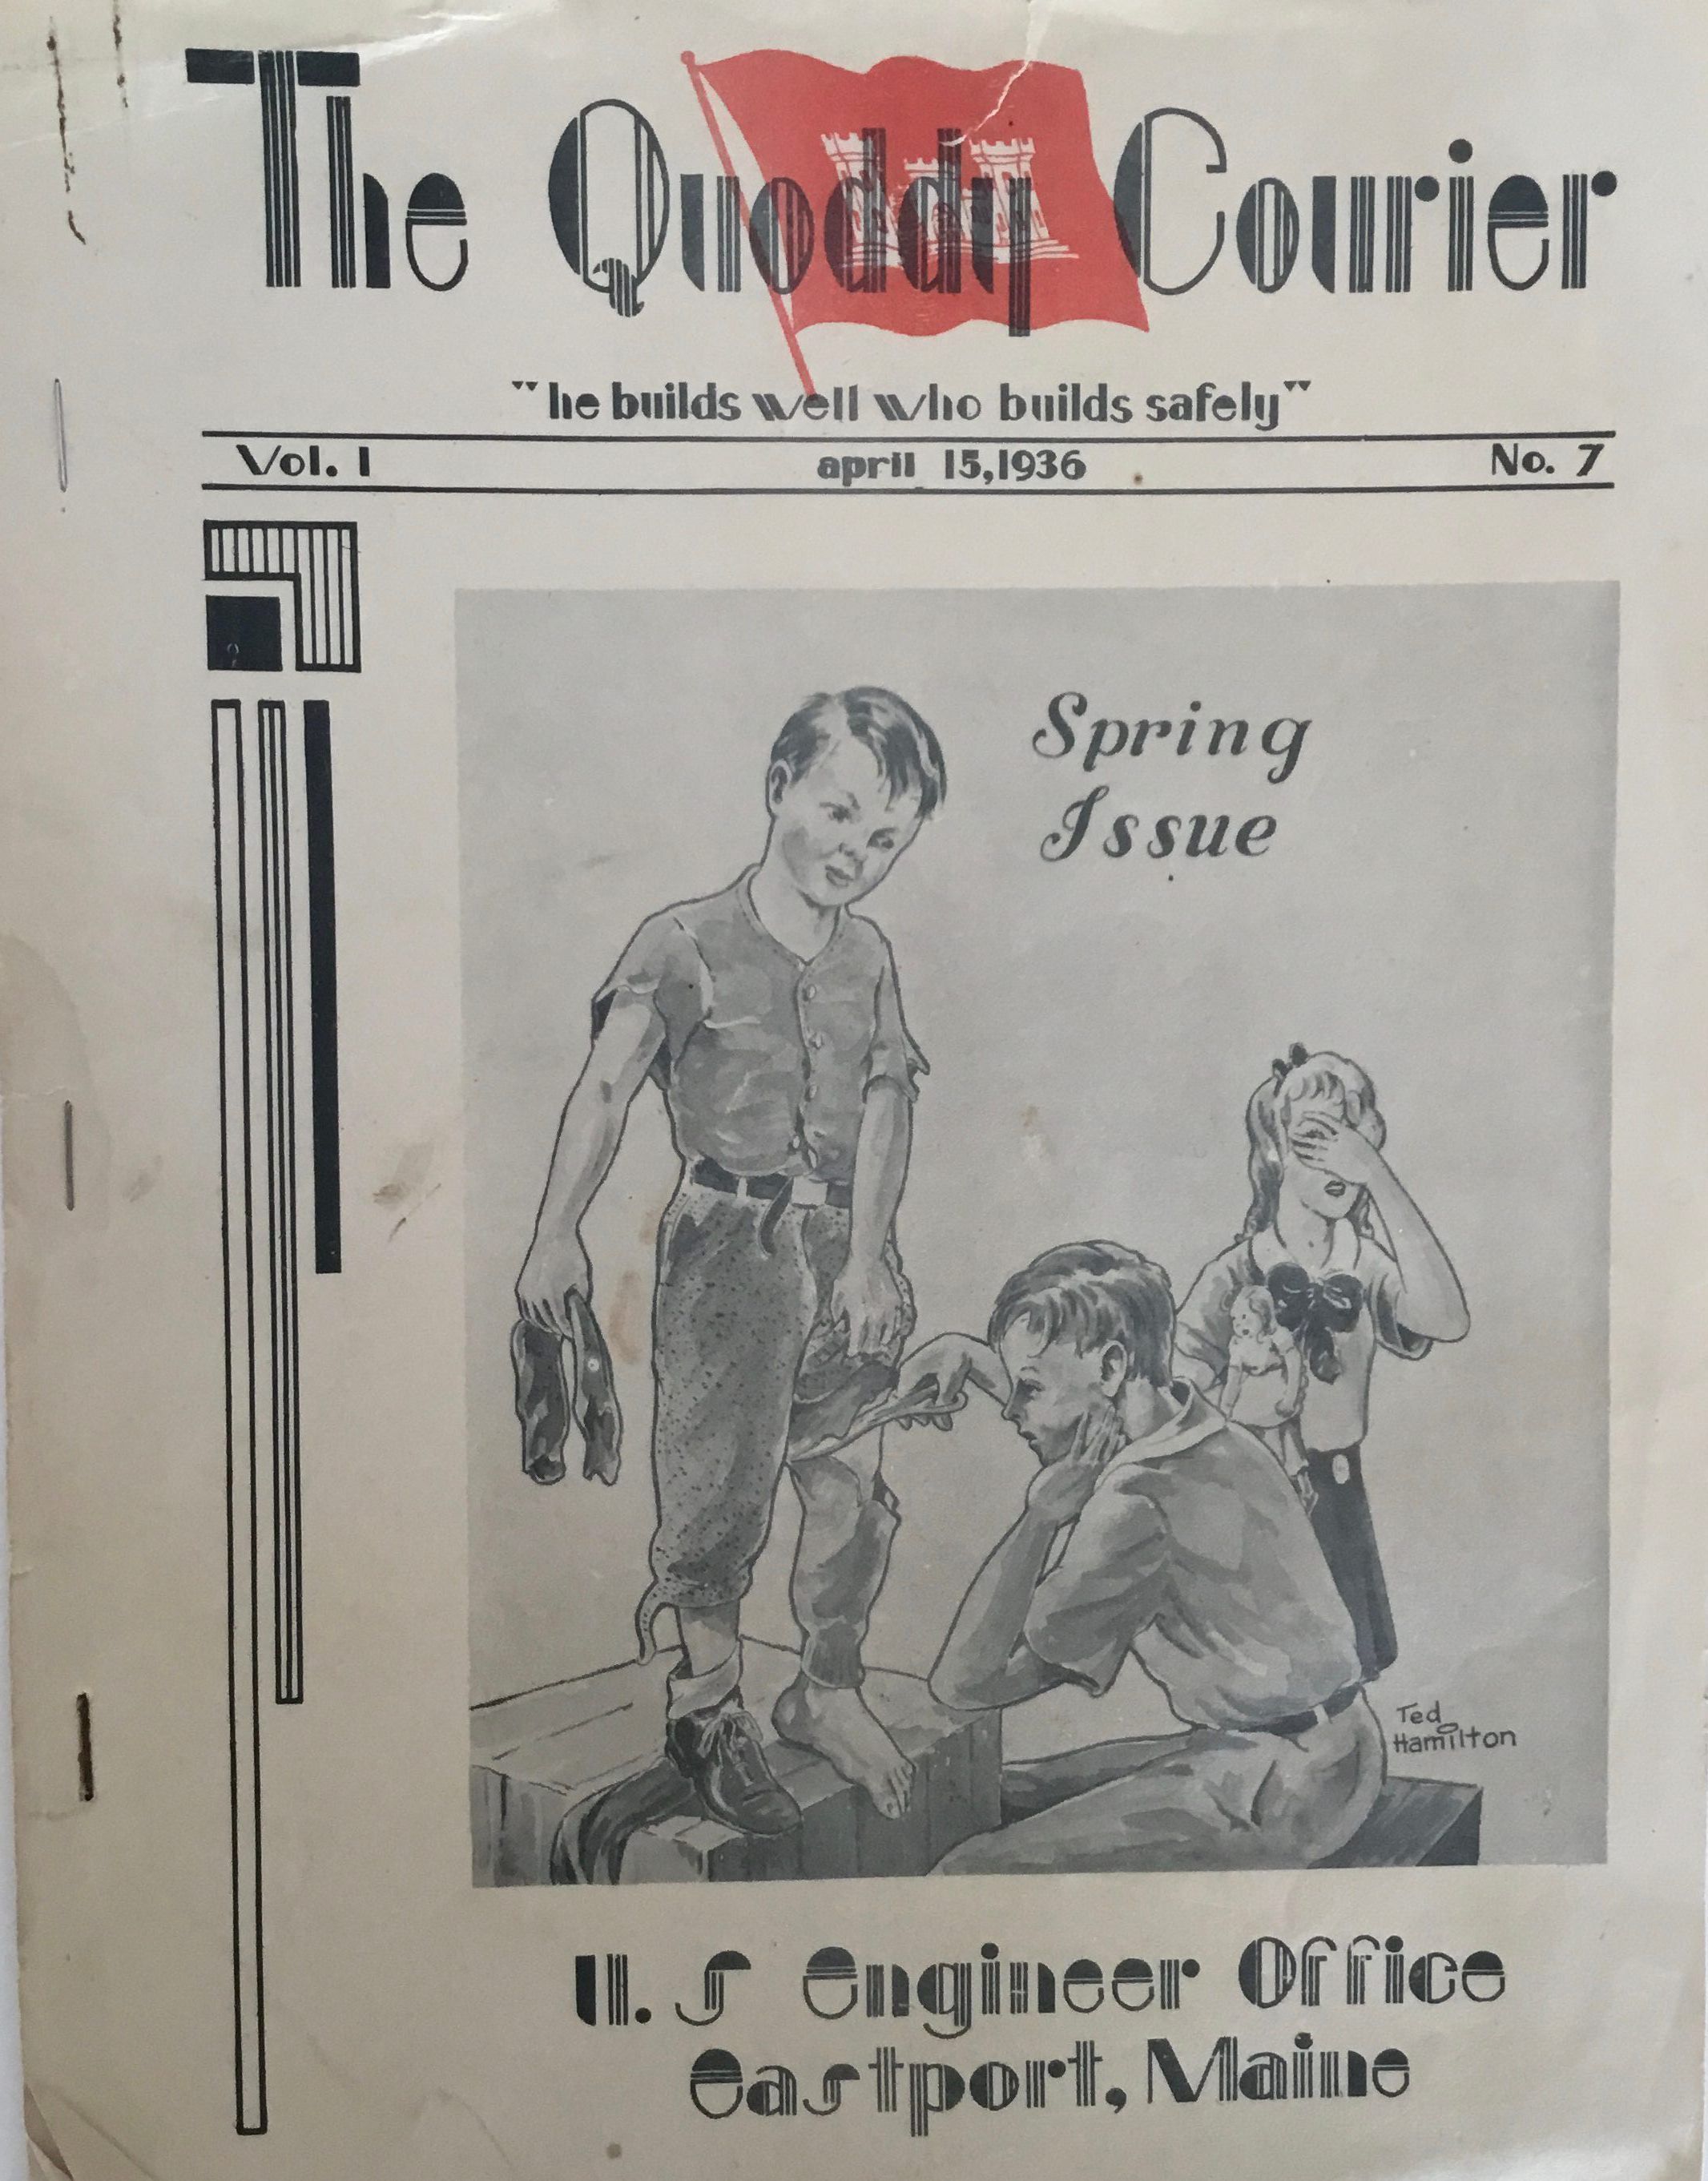 The Quoddy Courier
"he builds well who builds safely"
Vol. I april 15,1936 No. 7
Spring
Issue
Ted
Hamilton
U. S Engineer Office
Eastport, Maine